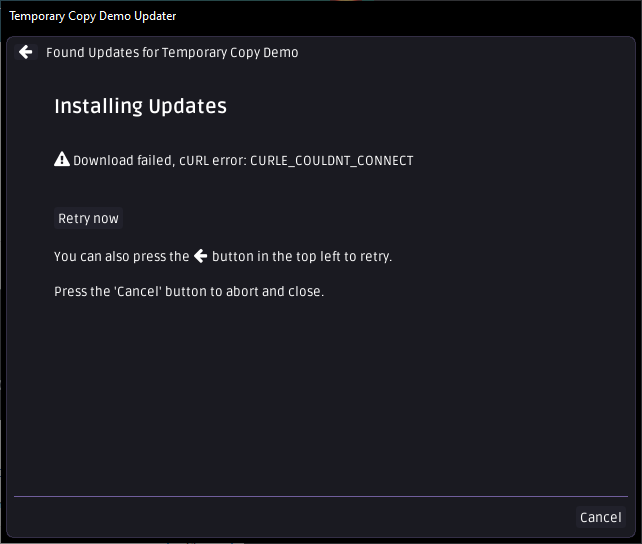 Temporary Copy Demo Updater
Found Updates for Temporary Copy Demo
Installing Updates
Download failed, cURL error: CURLE_COULDNT_CONNECT
Retry now
You can also press the button in the top left to retry.
Press the 'Cancel' button to abort and close.
Cancel